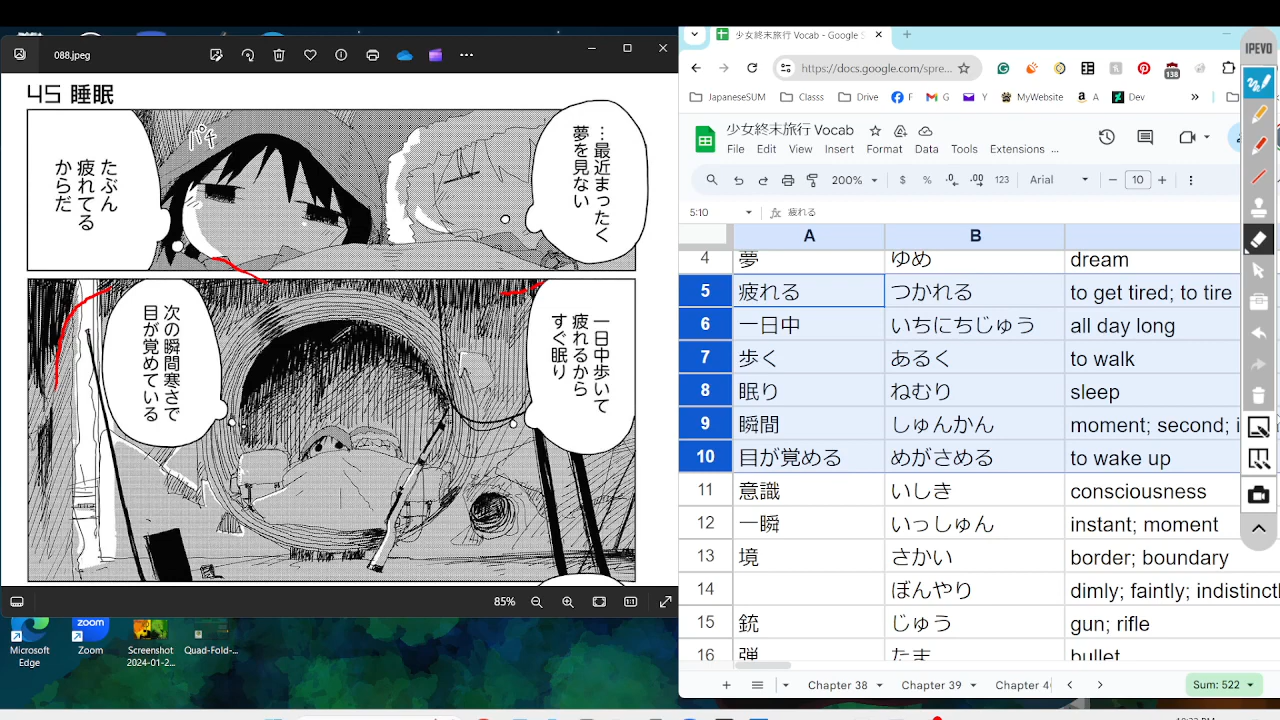 088.jpeg
45 睡眠
…最近まったく
夢を見ない
パチ
たぶん
疲れてる
からだ
一日中歩いて
疲れるから
すぐ眠り
次の瞬間寒さで
目が覚めている
85%
Microsoft
Edge
Zoom
zoom
Screenshot
2024-01-2...
Quad-Fold-...
少女終末旅行 Vocab - Google S
https://docs.google.com/spre...
138
JapaneseSUM
Classs
Drive
F
G
Y
MyWebsite
A
Dev
少女終末旅行 Vocab
File Edit View Insert Format Data Tools Extensions ...
200%
$ % .0 .00 123 Arial 10
5:10
fx 疲れる
A B
4 夢 ゆめ dream
5 疲れる つかれる to get tired; to tire
6 一日中 いちにちじゅう all day long
7 歩く あるく to walk
8 眠り ねむり sleep
9 瞬間 しゅんかん moment; second; i
10 目が覚める めがさめる to wake up
11 意識 いしき consciousness
12 一瞬 いっしゅん instant; moment
13 境 さかい border; boundary
14 ぼんやり dimly; faintly; indistinctl
15 銃 じゅう gun; rifle
16 弾 たま bullet
Chapter 38
Chapter 39
Chapter 4
Sum: 522
IPEVO